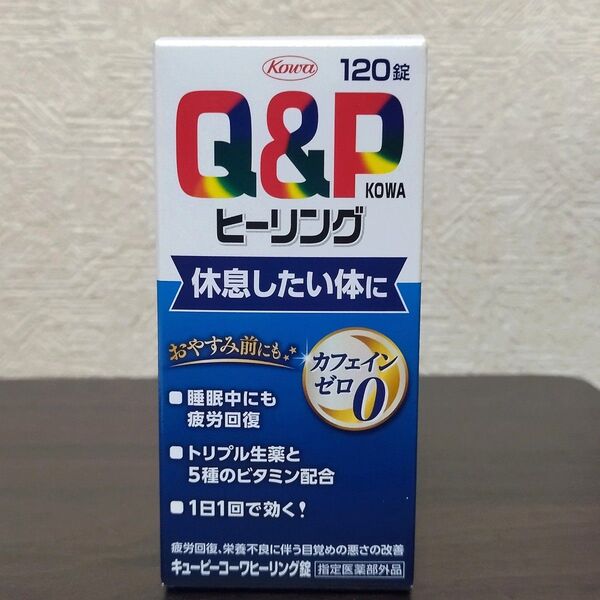 Kowa 120錠
Q&P KOWA
ヒーリング
休息したい体に
おやすみ前にも
カフェイン
ゼロ0
睡眠中にも
疲労回復
トリプル生薬と
5種のビタミン配合
1日1回で効く!
疲労回復、栄養不良に伴う目覚めの悪さの改善
キューピーコーワヒーリング錠 指定医薬部外品